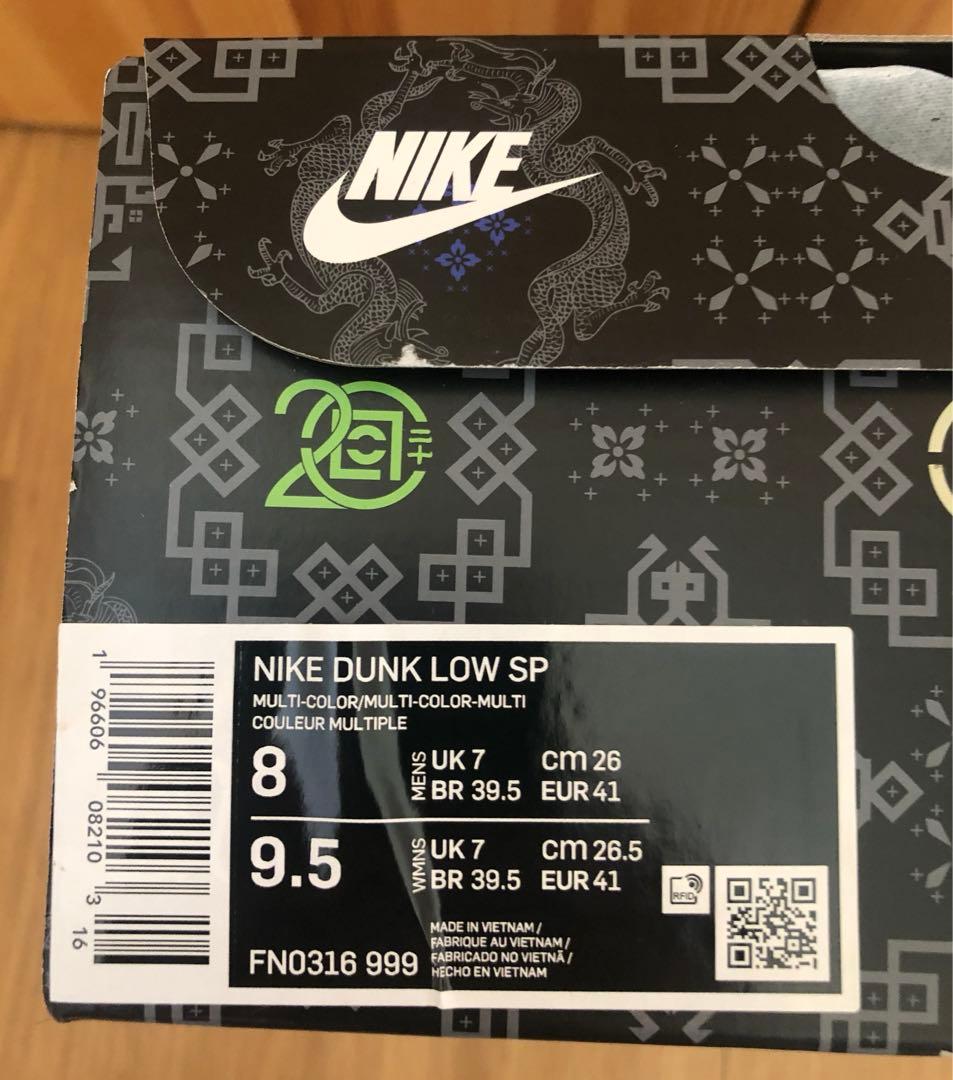 NIKE
20
NIKE DUNK LOW SP
MULTI-COLOR/MULTI-COLOR-MULTI
COULEUR MULTIPLE
8
MENS
UK 7 cm 26
BR 39.5 EUR 41
9.5
WMNS
UK 7 cm 26.5
BR 39.5 EUR 41
RFID
FN0316 999
MADE IN VIETNAM /
FABRIQUE AU VIETNAM /
FABRICADO NO VIETNÃ /
HECHO EN VIETNAM
1 96606 08210 3 16